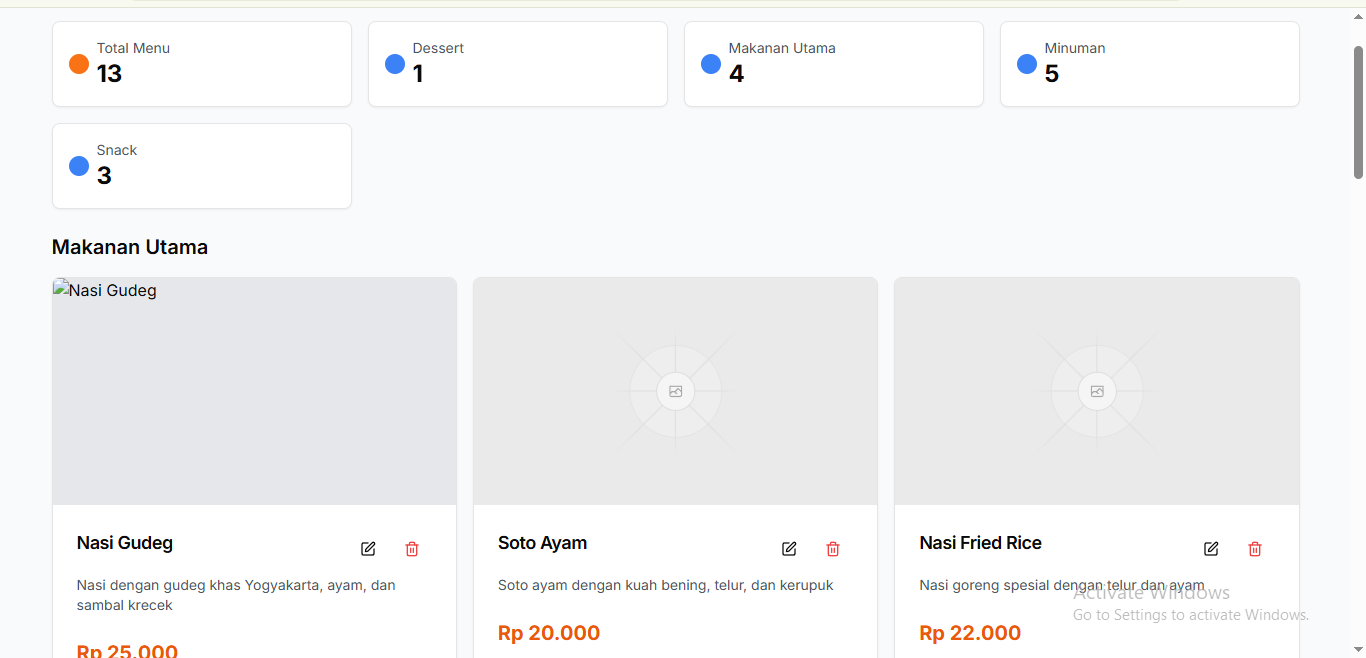 Total Menu
13
Dessert
1
Makanan Utama
4
Minuman
5
Snack
3
Makanan Utama
Nasi Gudeg
Nasi Gudeg
Nasi dengan gudeg khas Yogyakarta, ayam, dan
sambal krecek
Rp 25.000
Soto Ayam
Soto ayam dengan kuah bening, telur, dan kerupuk
Rp 20.000
Nasi Fried Rice
Nasi goreng spesial dengan telur dan ayam
Rp 22.000
Activate Windows
Go to Settings to activate Windows.